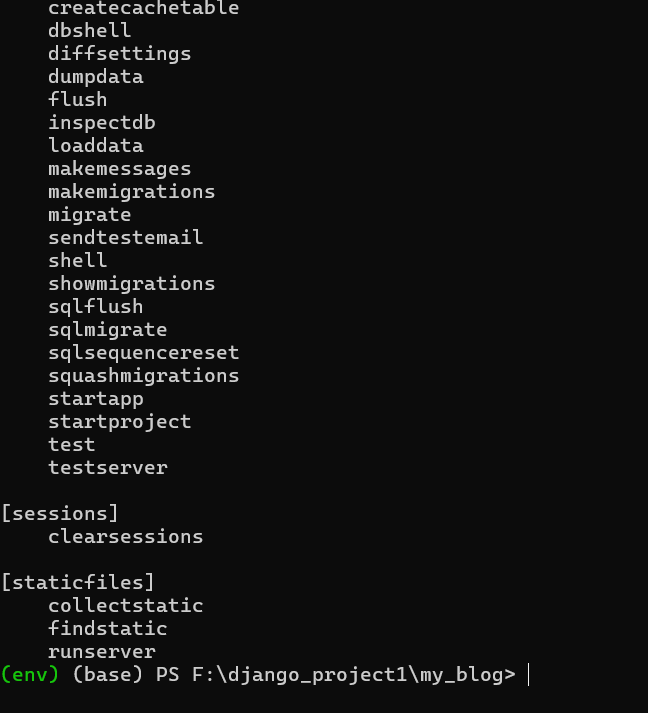 createcachetable
dbshell
diffsettings
dumpdata
flush
inspectdb
loaddata
makemessages
makemigrations
migrate
sendtestemail
shell
showmigrations
sqlflush
sqlmigrate
sqlsequencereset
squashmigrations
startapp
startproject
test
testserver
[sessions]
clearsessions
[staticfiles]
collectstatic
findstatic
runserver
(env) (base) PS F:\django_project1\my_blog>